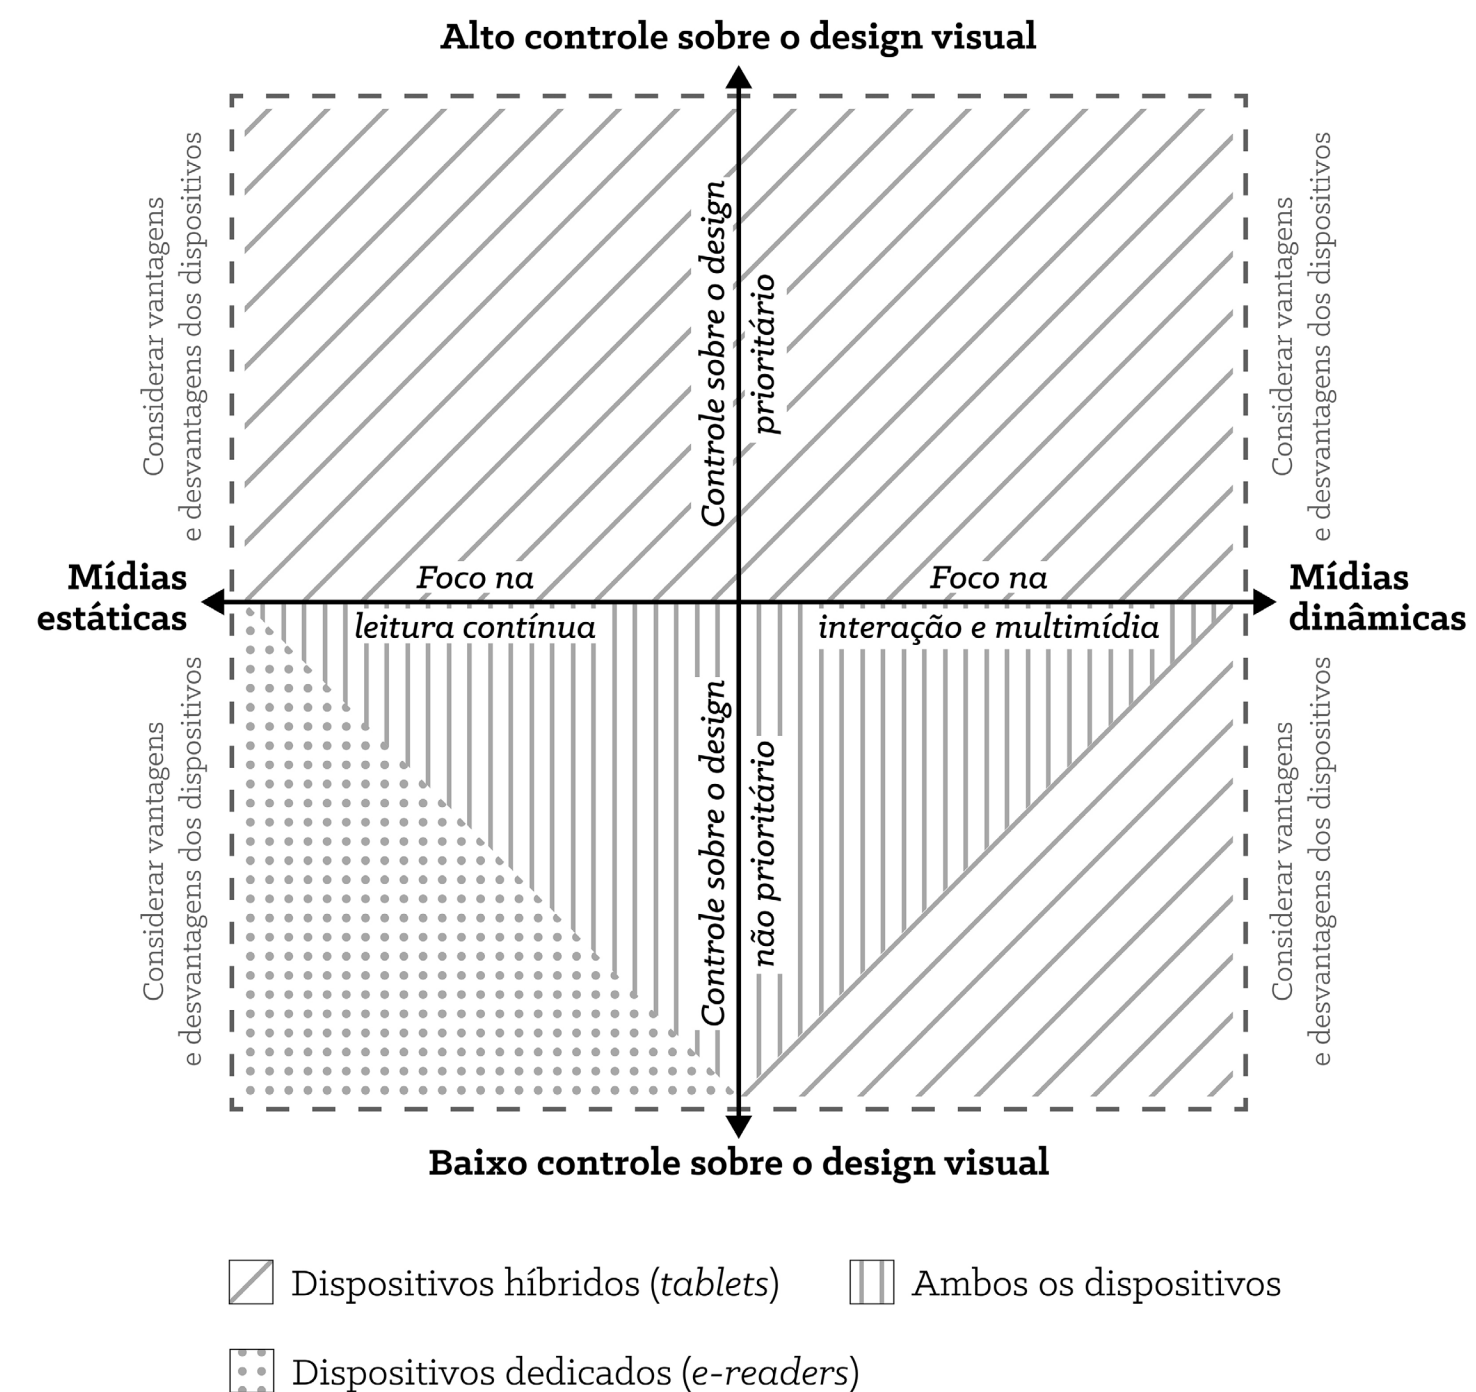 Alto controle sobre o design visual
Considerar vantagens
e desvantagens dos dispositivos
Controle sobre o design
prioritário
Considerar vantagens
e desvantagens dos dispositivos
Mídias
estáticas
Foco na
leitura contínua
Foco na
interação e multimídia
Mídias
dinâmicas
Considerar vantagens
e desvantagens dos dispositivos
Controle sobre o design
não prioritário
Considerar vantagens
e desvantagens dos dispositivos
Baixo controle sobre o design visual
Dispositivos híbridos (tablets)
Ambos os dispositivos
Dispositivos dedicados (e-readers)